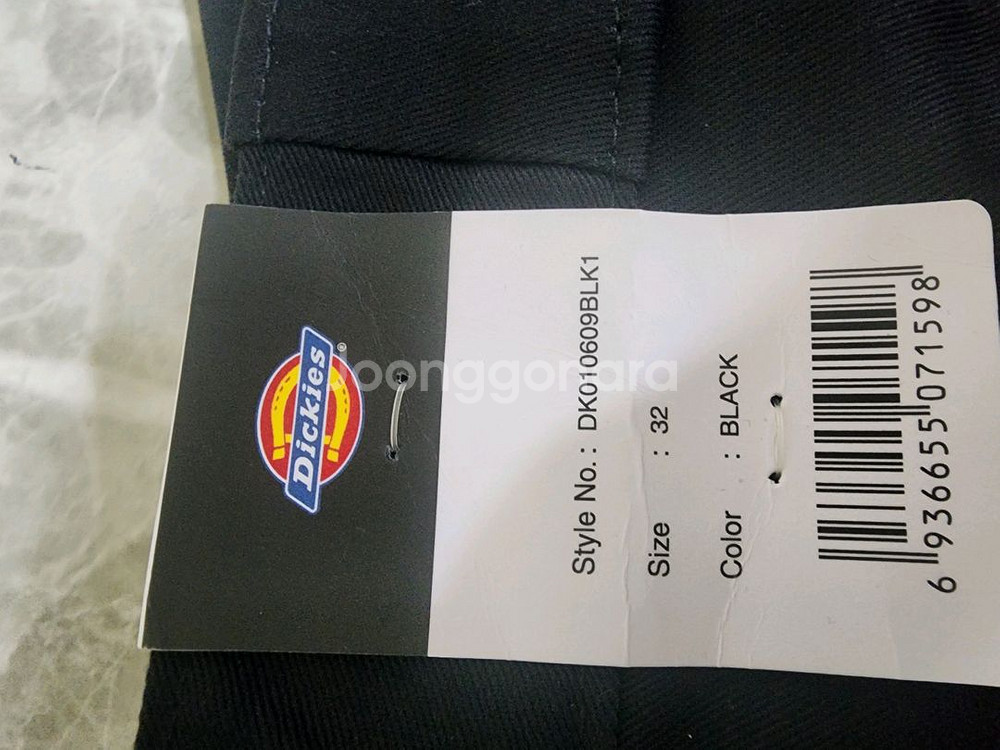 Dickies®
Joonggonara
Style No. : DK010609BLK1
Size : 32
Color : BLACK
6 936655 071598